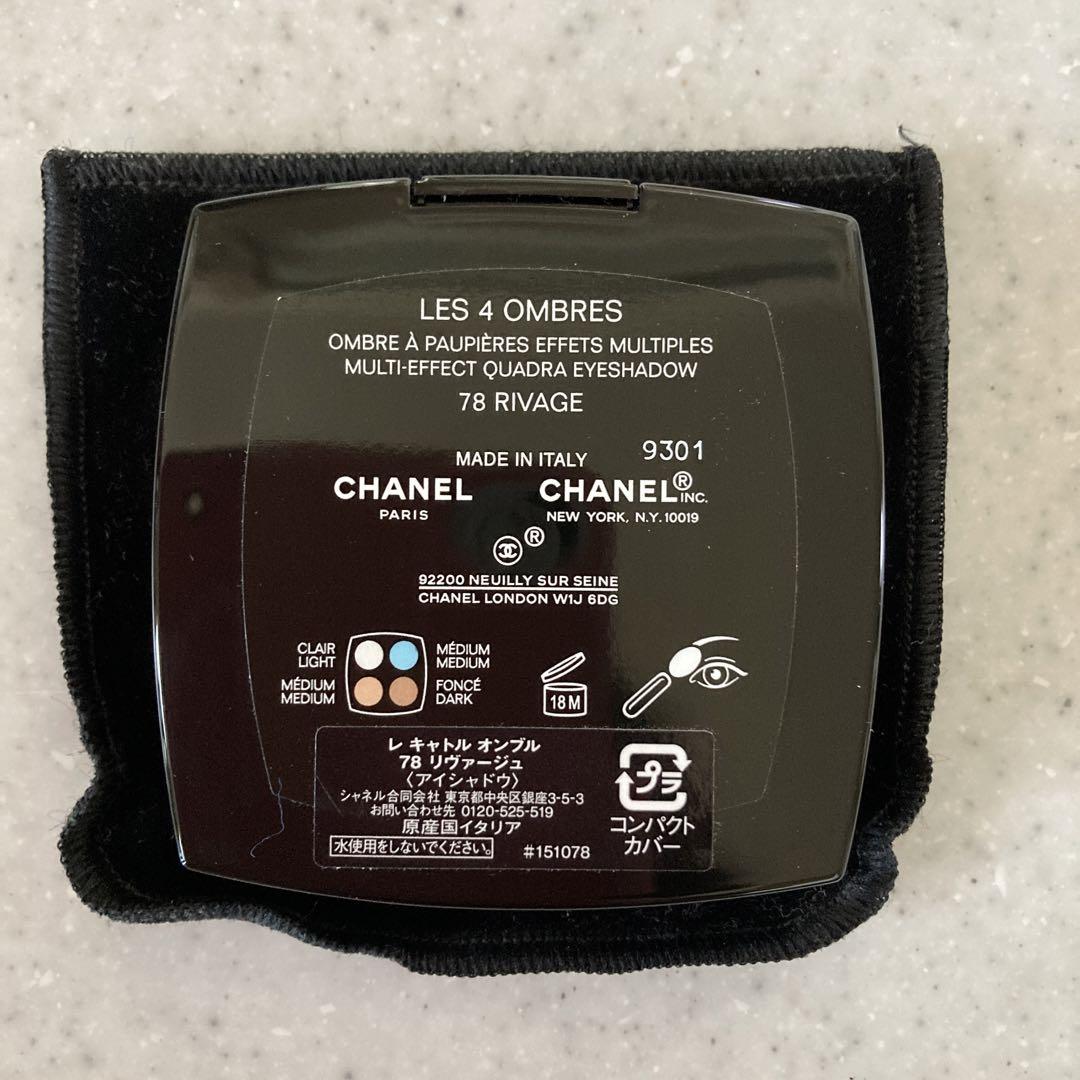 LES 4 OMBRES
OMBRE À PAUPIÈRES EFFETS MULTIPLES
MULTI-EFFECT QUADRA EYESHADOW
78 RIVAGE
MADE IN ITALY
9301
CHANEL
PARIS
CHANEL® INC.
NEW YORK, N.Y. 10019
®
92200 NEUILLY SUR SEINE
CHANEL LONDON W1J 6DG
CLAIR
LIGHT
MÉDIUM
MEDIUM
MÉDIUM
MEDIUM
FONCÉ
DARK
18M
レ キャトル オンブル
78 リヴァージュ
〈アイシャドウ〉
シャネル合同会社 東京都中央区銀座3-5-3
お問い合わせ先 0120-525-519
原産国イタリア
水使用をしないでください。
#151078
プラ
コンパクト
カバー